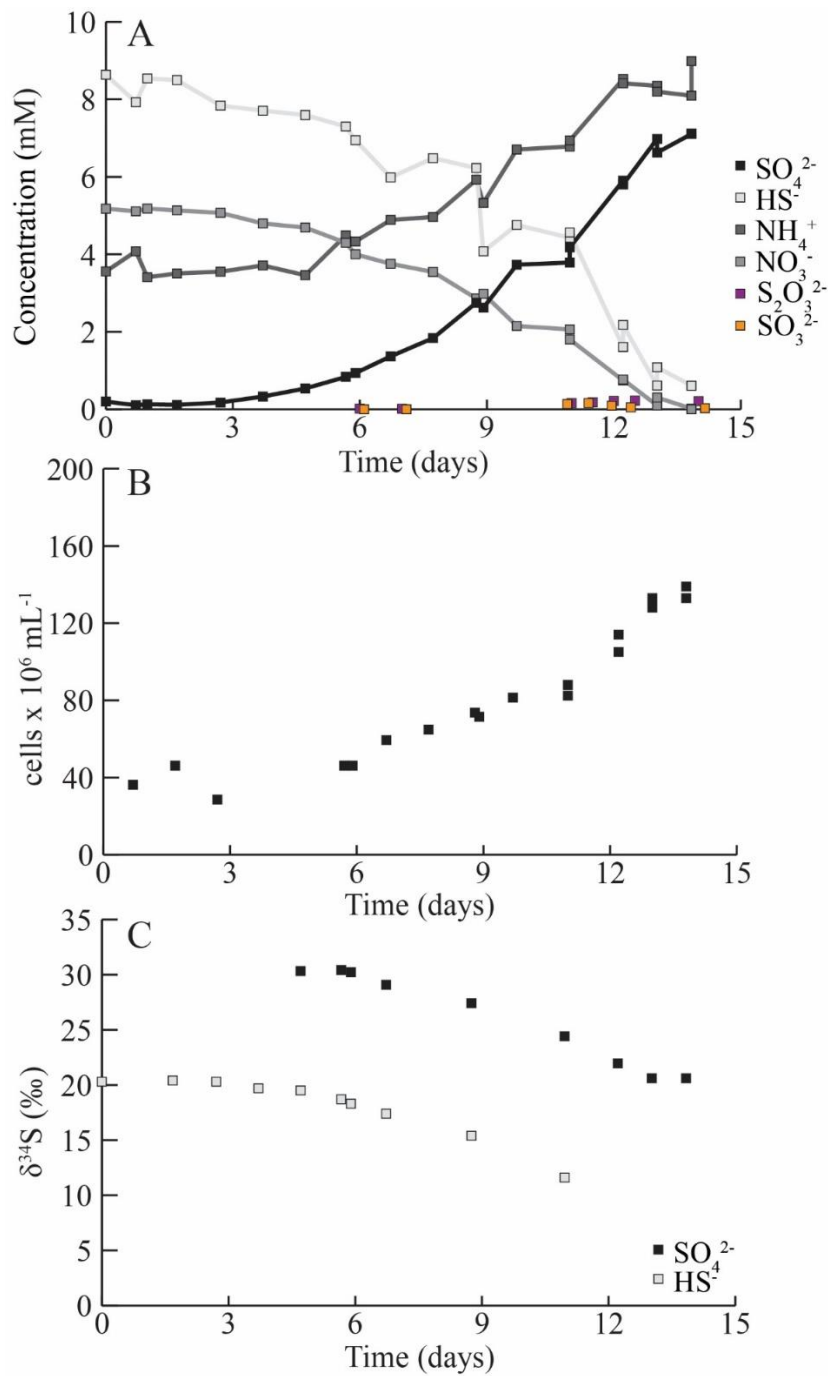 A
10
8
6
4
2
0
Concentration (mM)
0 3 6 9 12 15
Time (days)
SO₄²⁻
HS⁻
NH₄⁺
NO₃⁻
S₂O₃²⁻
SO₃²⁻
B
200
160
120
80
40
0
cells x 10⁶ mL⁻¹
0 3 6 9 12 15
Time (days)
C
35
30
25
20
15
10
5
0
δ³⁴S (‰)
0 3 6 9 12 15
Time (days)
SO₄²⁻
HS⁻